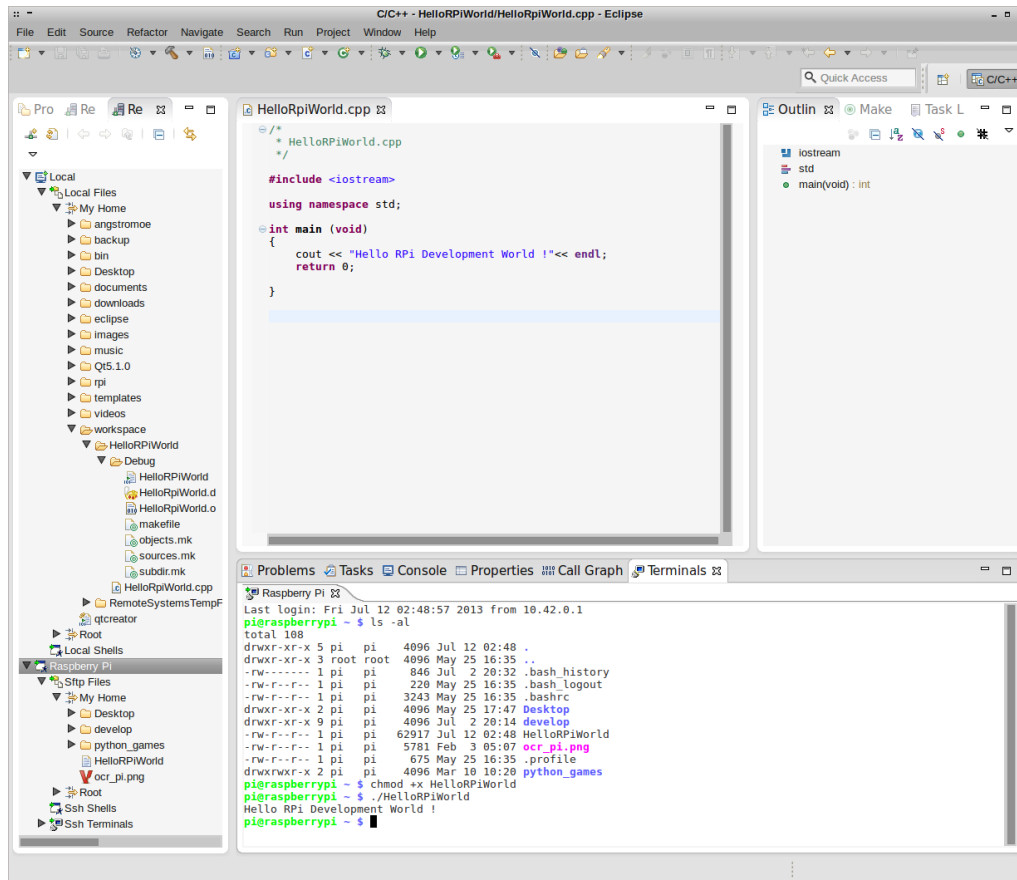 C/C++ - HelloRPiWorld/HelloRpiWorld.cpp - Eclipse
File Edit Source Refactor Navigate Search Run Project Window Help
Quick Access
C/C++
Pro Re Re
Local
Local Files
My Home
angstromoe
backup
bin
Desktop
documents
downloads
eclipse
images
music
Qt5.1.0
rpi
templates
videos
workspace
HelloRPiWorld
Debug
HelloRPiWorld
HelloRpiWorld.d
HelloRpiWorld.o
makefile
objects.mk
sources.mk
subdir.mk
HelloRpiWorld.cpp
RemoteSystemsTempF
qtcreator
Root
Local Shells
Raspberry Pi
Sftp Files
My Home
Desktop
develop
python_games
HelloRPiWorld
ocr_pi.png
Root
Ssh Shells
Ssh Terminals
HelloRpiWorld.cpp
/*
* HelloRPiWorld.cpp
*/
#include <iostream>
using namespace std;
int main (void)
{
cout << "Hello RPi Development World !"<< endl;
return 0;
}
Outlin Make Task L
iostream
std
main(void) : int
Problems Tasks Console Properties Call Graph Terminals
Raspberry Pi
Last login: Fri Jul 12 02:48:57 2013 from 10.42.0.1
pi@raspberrypi ~ $ ls -al
total 108
drwxr-xr-x 5 pi pi 4096 Jul 12 02:48 .
drwxr-xr-x 3 root root 4096 May 25 16:35 ..
-rw------- 1 pi pi 846 Jul 2 20:32 .bash_history
-rw-r--r-- 1 pi pi 220 May 25 16:35 .bash_logout
-rw-r--r-- 1 pi pi 3243 May 25 16:35 .bashrc
drwxr-xr-x 2 pi pi 4096 May 25 17:47 Desktop
drwxr-xr-x 9 pi pi 4096 Jul 2 20:14 develop
-rw-r--r-- 1 pi pi 62917 Jul 12 02:48 HelloRPiWorld
-rw-r--r-- 1 pi pi 5781 Feb 3 05:07 ocr_pi.png
-rw-r--r-- 1 pi pi 675 May 25 16:35 .profile
drwxrwxr-x 2 pi pi 4096 Mar 10 10:20 python_games
pi@raspberrypi ~ $ chmod +x HelloRPiWorld
pi@raspberrypi ~ $ ./HelloRPiWorld
Hello RPi Development World !
pi@raspberrypi ~ $